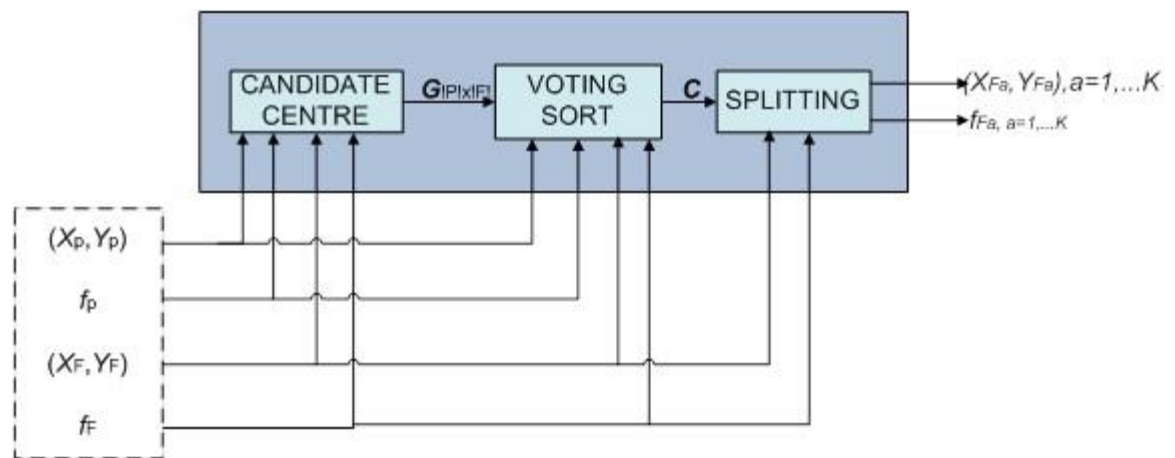 CANDIDATE
CENTRE
G!P!x!F!
VOTING
SORT
C
SPLITTING
(XFa,YFa),a=1,...K
fFa, a=1,...K
(Xp,Yp)
fp
(XF,YF)
fF